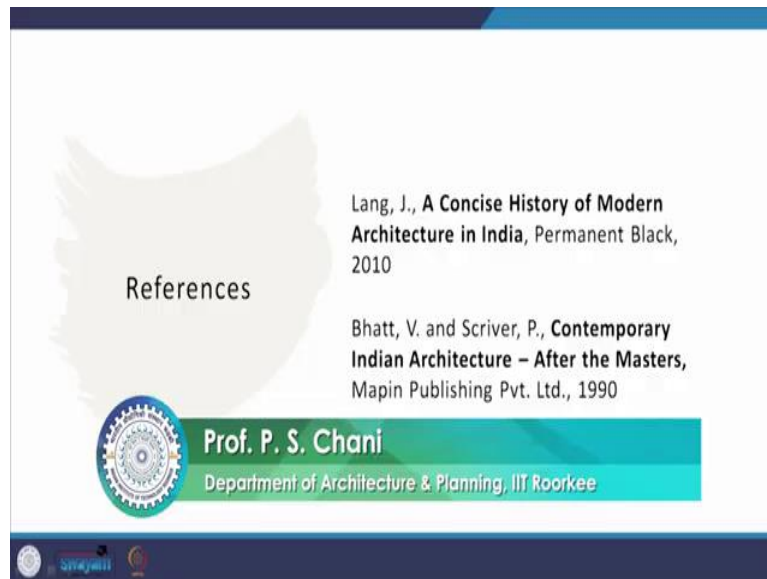 References
Lang, J., A Concise History of Modern
Architecture in India, Permanent Black,
2010
Bhatt, V. and Scriver, P., Contemporary
Indian Architecture – After the Masters,
Mapin Publishing Pvt. Ltd., 1990
Prof. P. S. Chani
Department of Architecture & Planning, IIT Roorkee
swayam